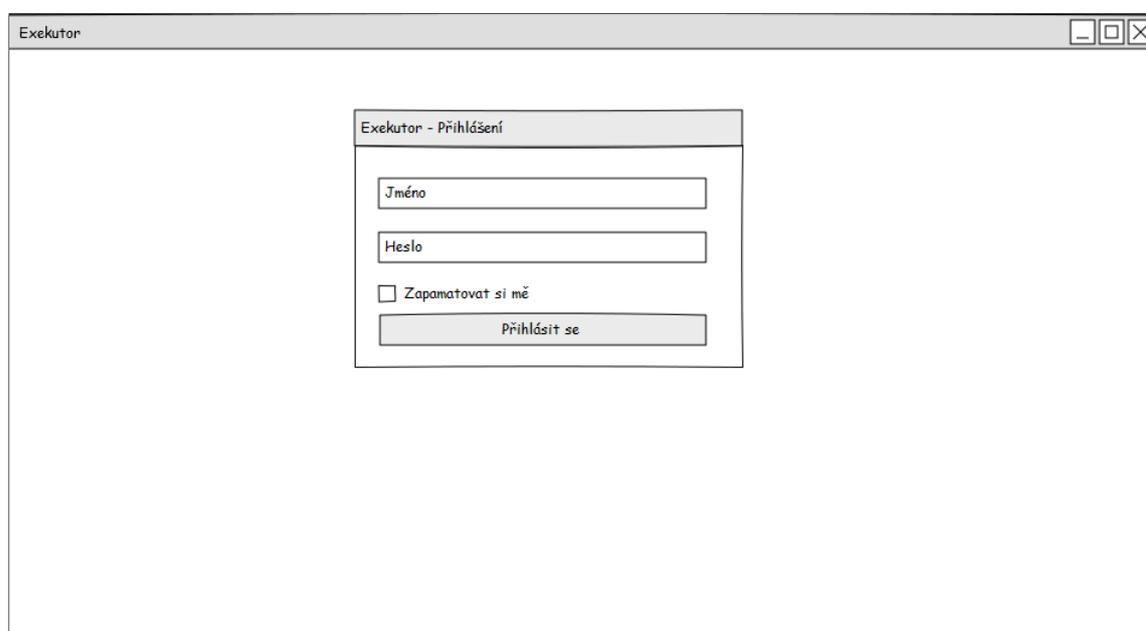 Exekutor
Exekutor - Přihlášení
Jméno
Heslo
Zapamatovat si mě
Přihlásit se